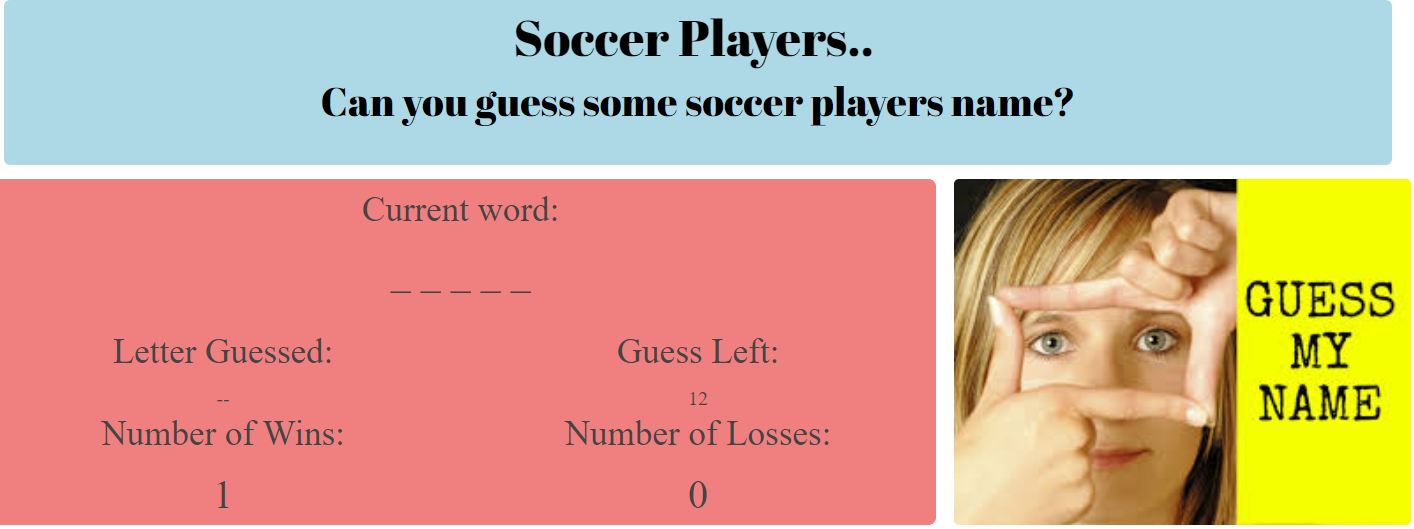 Soccer Players..
Can you guess some soccer players name?
Current word:
_ _ _ _ _
Letter Guessed:
Guess Left:
--
12
Number of Wins:
Number of Losses:
1
0
GUESS
MY
NAME